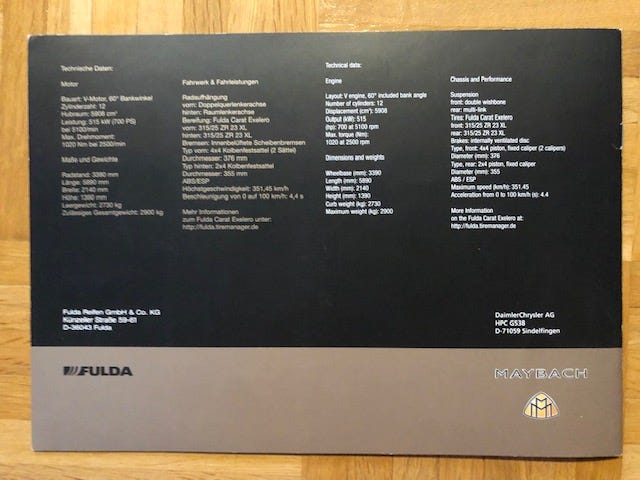 Technische Daten:
Motor
Bauart: V-Motor, 60° Bankwinkel
Zylinderzahl: 12
Hubraum: 5908 cm³
Leistung: 515 kW (700 PS)
bei 5100/min
Max. Drehmoment:
1020 Nm bei 2500/min
Maße und Gewichte
Radstand: 3390 mm
Länge: 5890 mm
Breite: 2140 mm
Höhe: 1390 mm
Leergewicht: 2730 kg
Zulässiges Gesamtgewicht: 2900 kg
Fahrwerk & Fahrleistungen
Radaufhängung
vorn: Doppelquerlenkerachse
hinten: Raumlenkerachse
Bereifung: Fulda Carat Exelero
vorn: 315/25 ZR 23 XL
hinten: 315/25 ZR 23 XL
Bremsen: Innenbelüftete Scheibenbremsen
Typ vorn: 4x4 Kolbenfestsattel (2 Sättel)
Durchmesser: 376 mm
Typ hinten: 2x4 Kolbenfestsattel
Durchmesser: 355 mm
ABS/ESP
Höchstgeschwindigkeit: 351,45 km/h
Beschleunigung von 0 auf 100 km/h: 4,4 s
Mehr Informationen
zum Fulda Carat Exelero unter:
http://fulda.tiremanager.de
Technical data:
Engine
Layout: V engine, 60° included bank angle
Number of cylinders: 12
Displacement (cm³): 5908
Output (kW): 515
(hp): 700 at 5100 rpm
Max. torque (Nm):
1020 at 2500 rpm
Dimensions and weights
Wheelbase (mm): 3390
Length (mm): 5890
Width (mm): 2140
Height (mm): 1390
Curb weight (kg): 2730
Maximum weight (kg): 2900
Chassis and Performance
Suspension
front: double wishbone
rear: multi-link
Tires: Fulda Carat Exelero
front: 315/25 ZR 23 XL
rear: 315/25 ZR 23 XL
Brakes: internally ventilated disc
Type, front: 4x4 piston, fixed caliper (2 calipers)
Diameter (mm): 376
Type, rear: 2x4 piston, fixed caliper
Diameter (mm): 355
ABS / ESP
Maximum speed (km/h): 351.45
Acceleration from 0 to 100 km/h (s): 4.4
More Information
on the Fulda Carat Exelero at:
http://fulda.tiremanager.de
Fulda Reifen GmbH & Co. KG
Künzeller Straße 59-61
D-36043 Fulda
DaimlerChrysler AG
HPC G538
D-71059 Sindelfingen
FULDA
MAYBACH